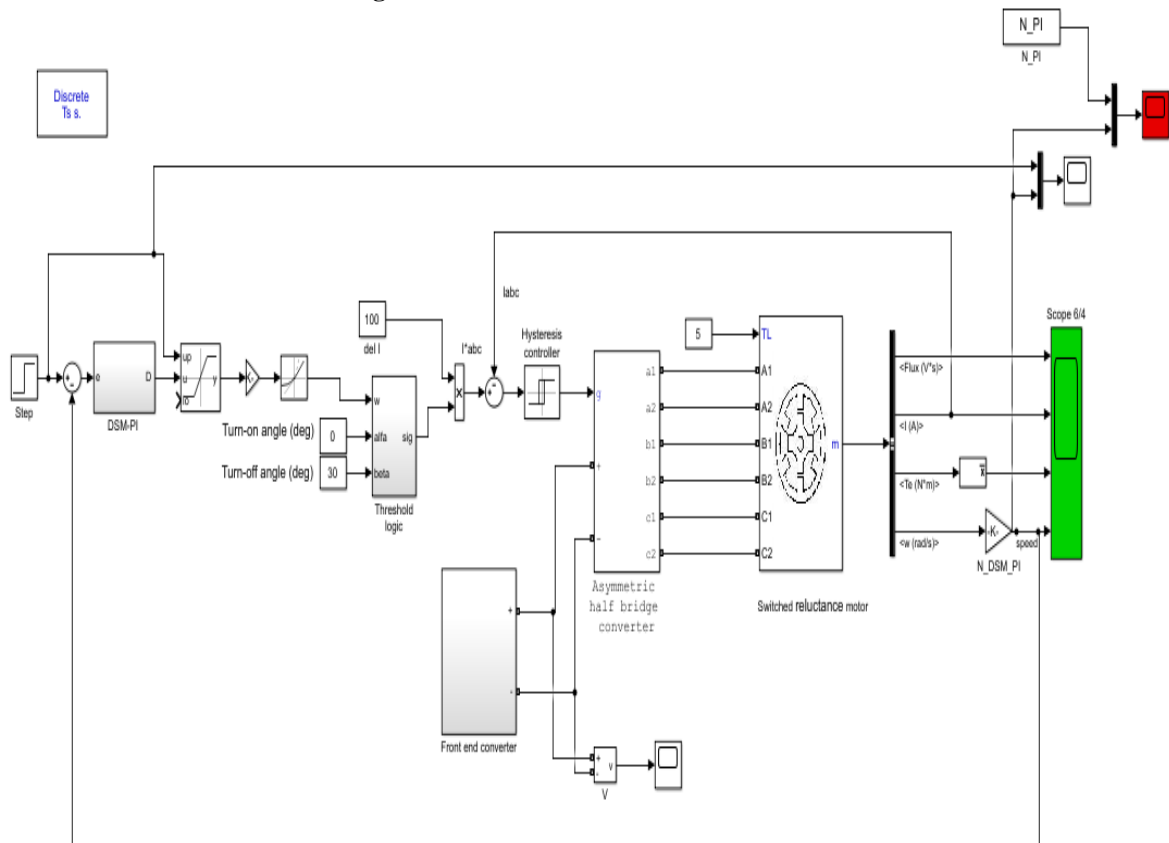 g
N_PI
N_PI
Discrete
Ts s.
Step
e
D
DSM-PI
up
u
lo
y
-K-
100
del I
I*abc
Iabc
Hysteresis
controller
Turn-on angle (deg)
0
Turn-off angle (deg)
30
w
alfa
beta
sig
Threshold
logic
g
+
-
a1
a2
b1
b2
c1
c2
Asymmetric
half bridge
converter
5
TL
A1
A2
B1
B2
C1
C2
m
Switched reluctance motor
<Flux (V*s)>
<I (A)>
<Te (N*m)>
<w (rad/s)>
-K-
speed
N_DSM_PI
Scope 6/4
+
-
Front end converter
+
-
v
V